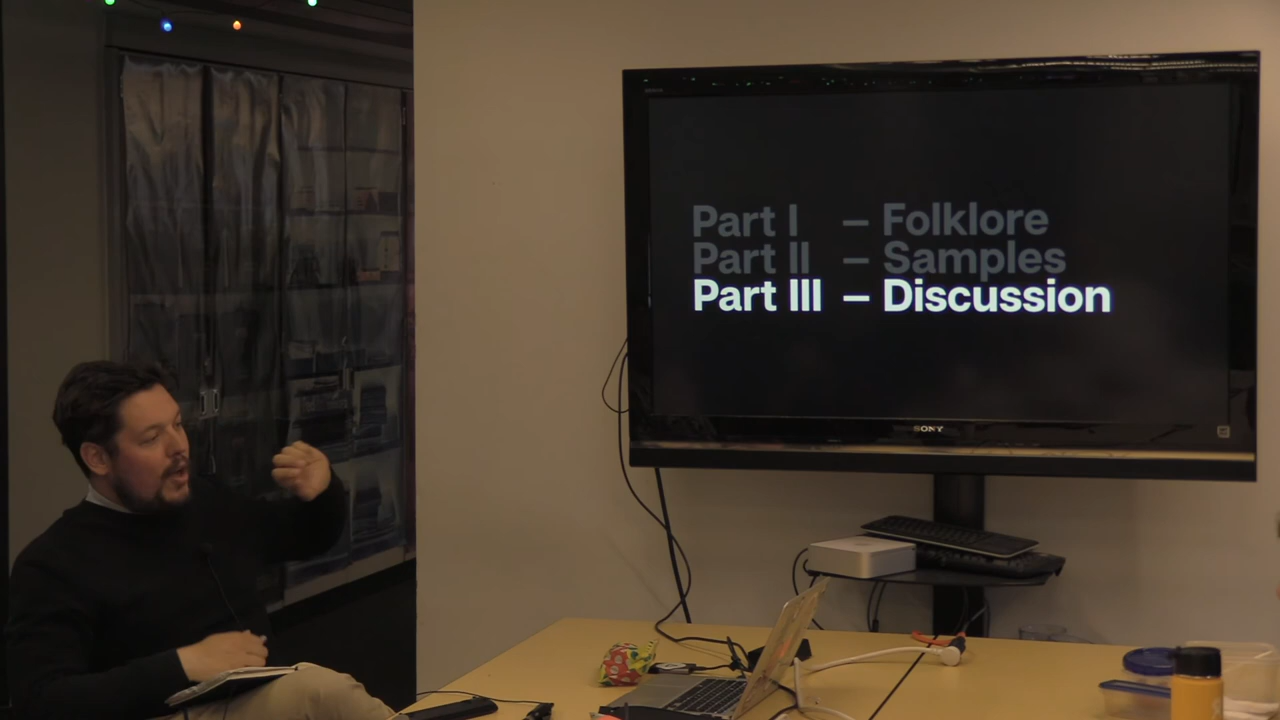 Part I – Folklore
Part II – Samples
Part III – Discussion
SONY